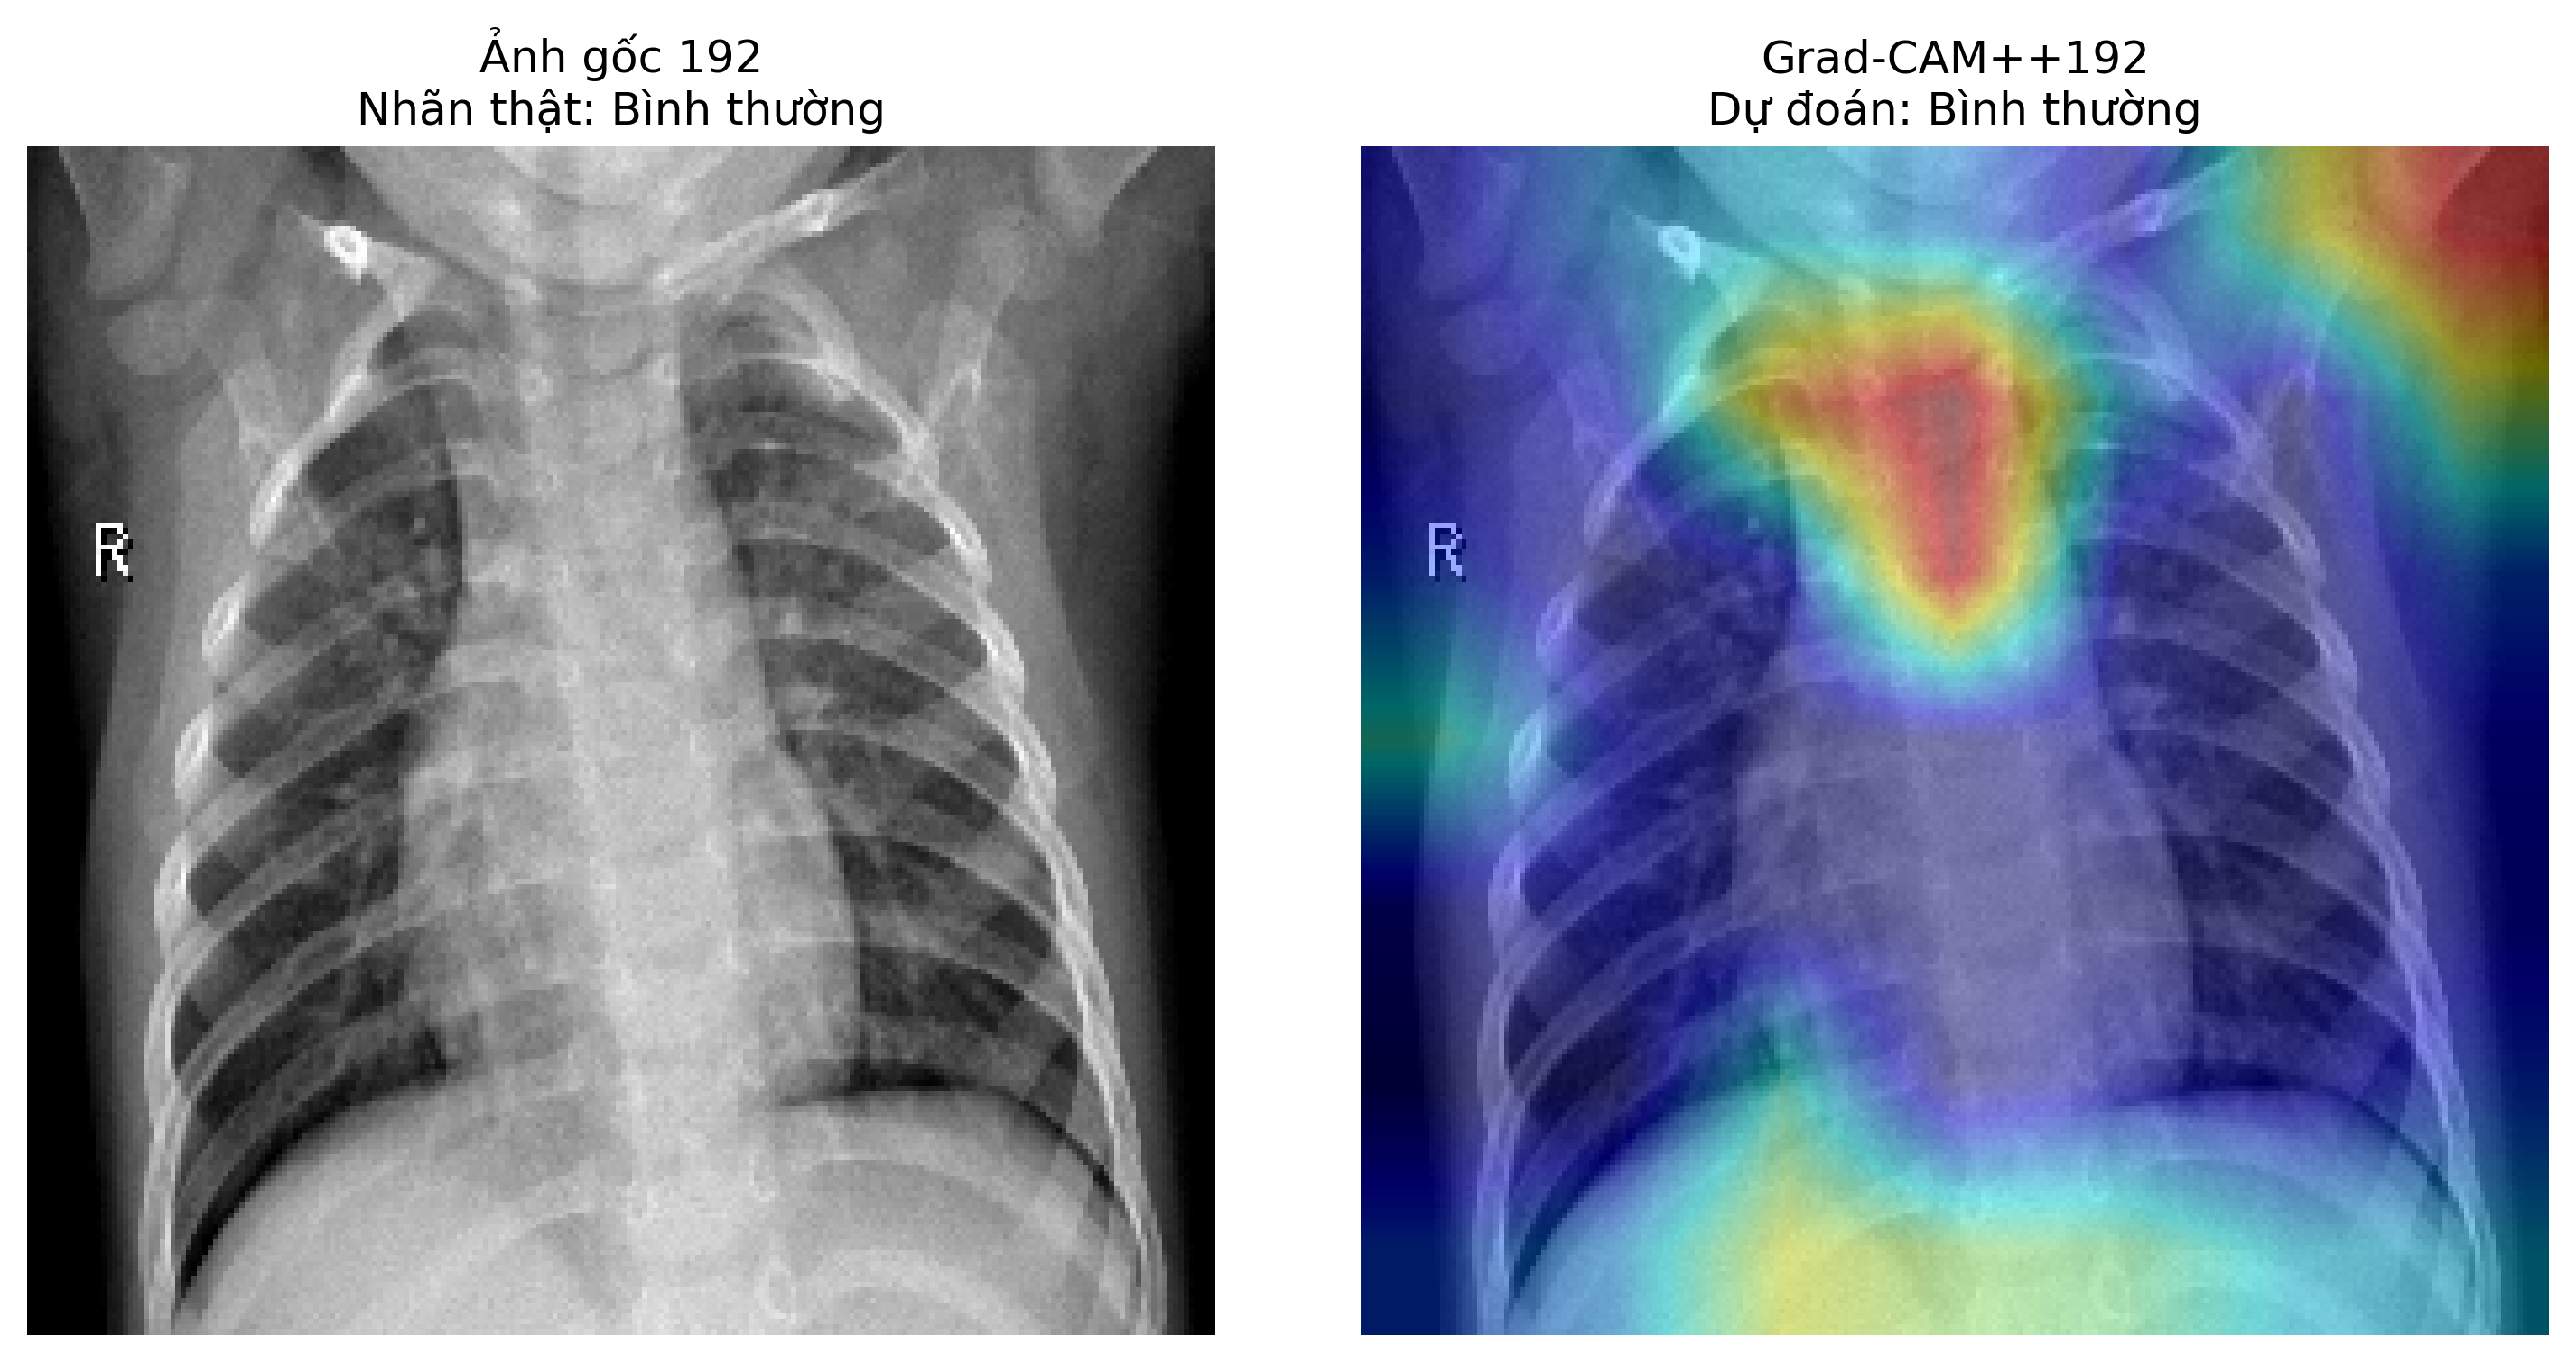 Ảnh gốc 192
Nhãn thật: Bình thường
Grad-CAM++192
Dự đoán: Bình thường
R
R